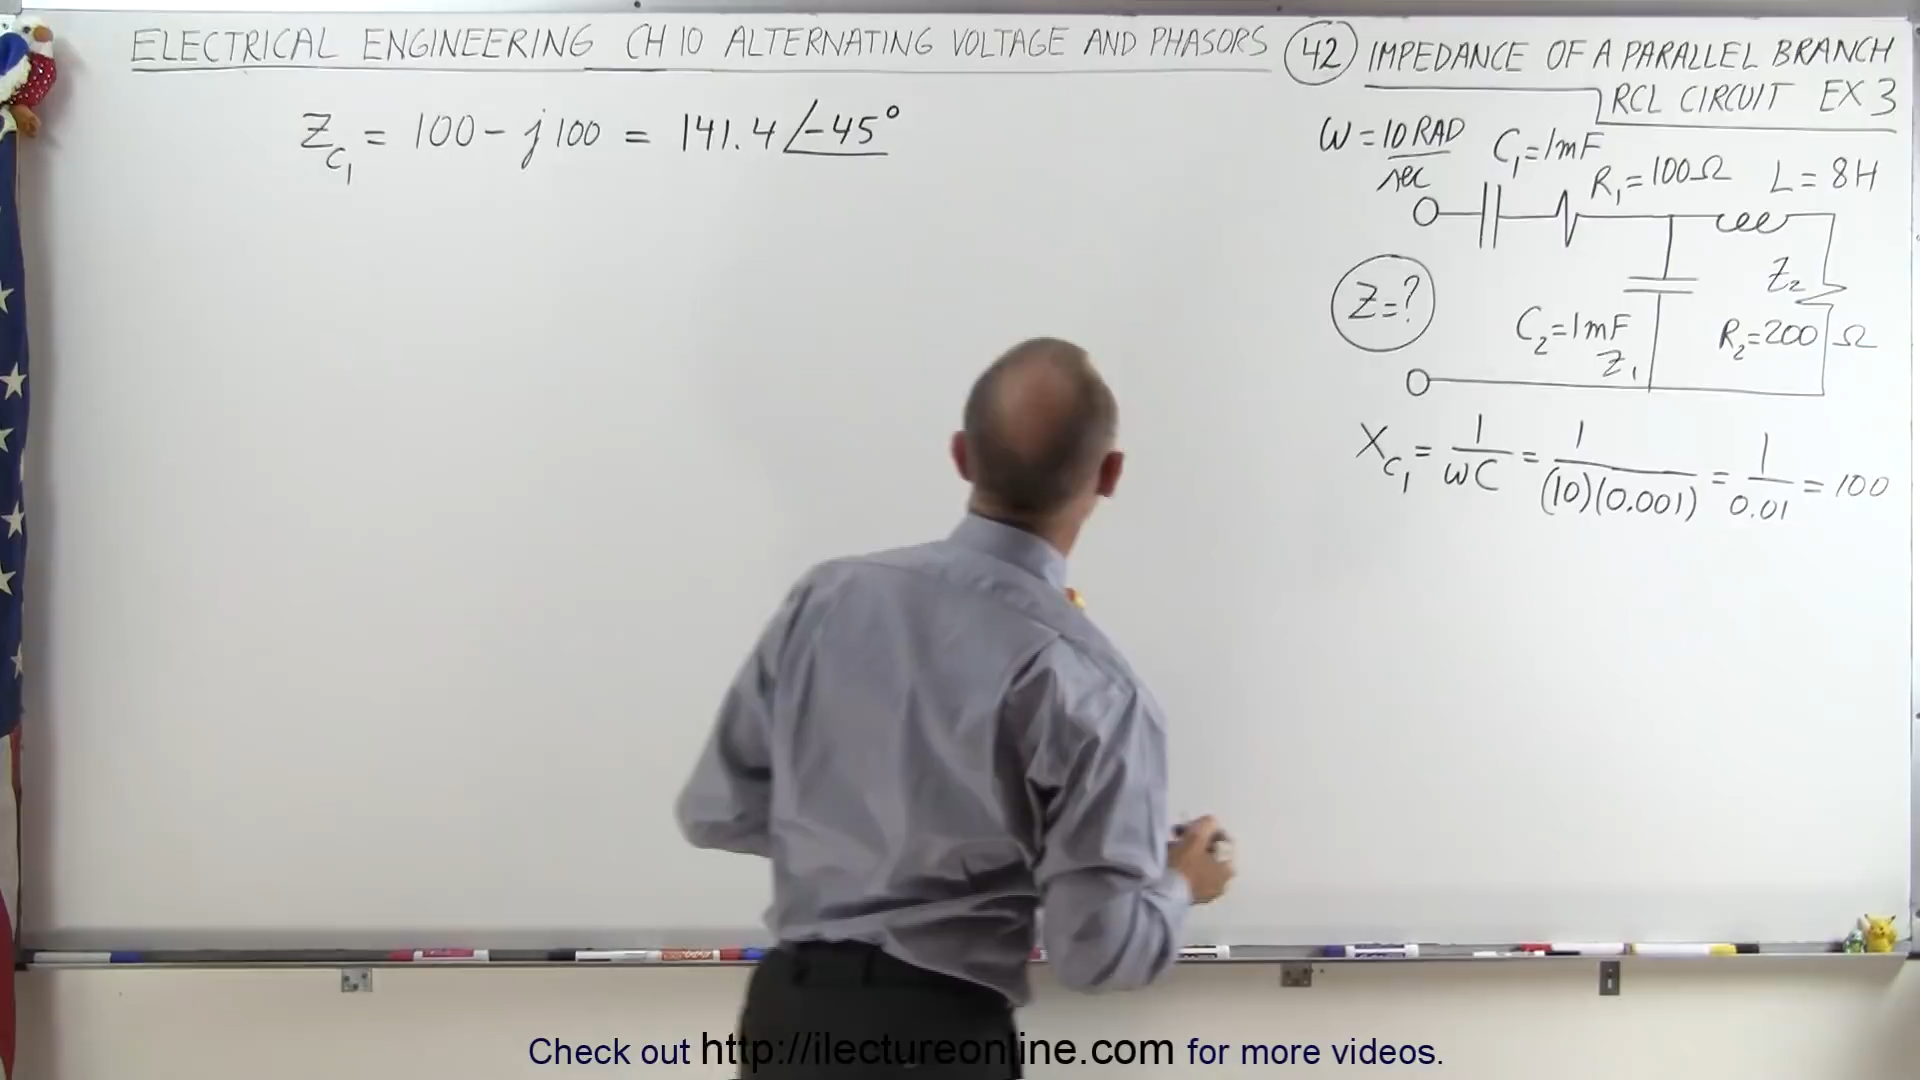 ELECTRICAL ENGINEERING CH 10 ALTERNATING VOLTAGE AND PHASORS 42 IMPEDANCE OF A PARALLEL BRANCH
RCL CIRCUIT EX 3
Z_C₁ = 100 - j100 = 141.4 ∠-45°
ω = 10 RAD/sec
C₁=1mF
R₁=100Ω
L=8H
Z=?
Z₂
C₂=1mF
Z₁
R₂=200Ω
X_C₁ = 1/ωC = 1/(10)(0.001) = 1/0.01 = 100
Check out http://ilectureonline.com for more videos.